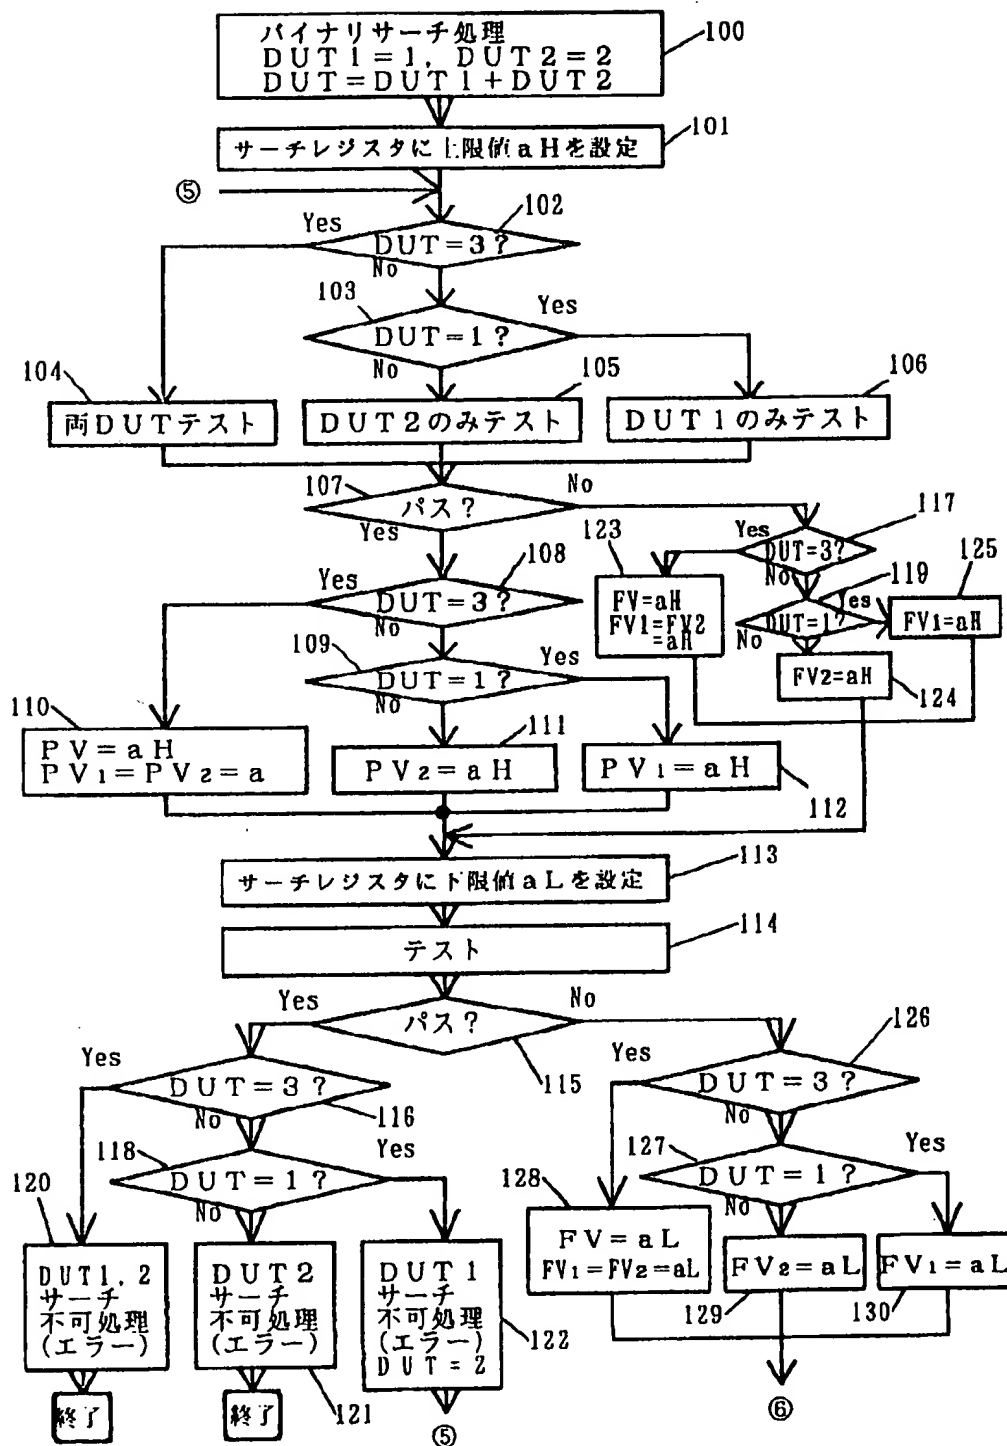 バイナリサーチ処理
DUT1=1, DUT2=2
DUT=DUT1+DUT2
100
サーチレジスタに上限値aHを設定
101
⑤
102
Yes
DUT=3?
No
103
Yes
DUT=1?
No
104
105
106
両DUTテスト
DUT2のみテスト
DUT1のみテスト
107
パス?
No
Yes
117
Yes
DUT=3?
No
123
FV=aH
FV1=FV2
=aH
125
119
Yes
DUT=1?
No
FV1=aH
FV2=aH
124
108
Yes
DUT=3?
No
109
Yes
DUT=1?
No
110
PV=aH
PV1=PV2=a
111
PV2=aH
PV1=aH
112
サーチレジスタに下限値aLを設定
113
テスト
114
Yes
パス?
No
115
126
Yes
DUT=3?
No
116
Yes
DUT=3?
No
118
Yes
DUT=1?
No
127
Yes
DUT=1?
No
120
DUT1,2
サーチ
不可処理
(エラー)
DUT2
サーチ
不可処理
(エラー)
121
DUT1
サーチ
不可処理
(エラー)
DUT=2
122
128
FV=aL
FV1=FV2=aL
FV2=aL
129
FV1=aL
130
終了
終了
⑤
⑥